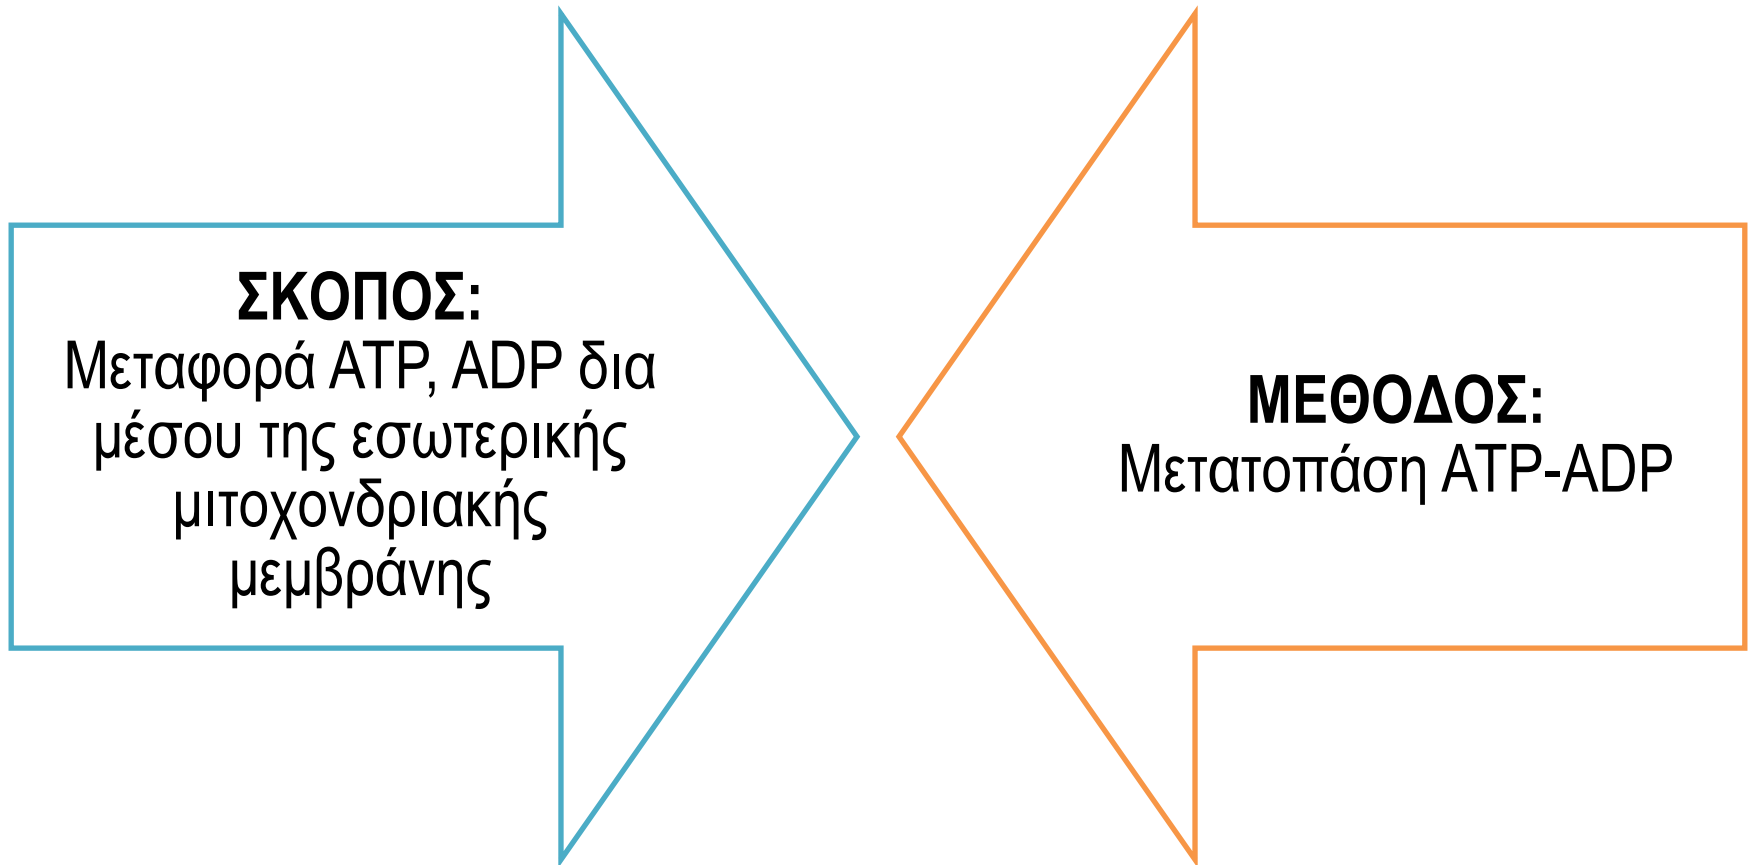 ΣΚΟΠΟΣ:
Μεταφορά ATP, ADP δια
μέσου της εσωτερικής
μιτοχονδριακής
μεμβράνης
ΜΕΘΟΔΟΣ:
Μετατοπάση ATP-ADP